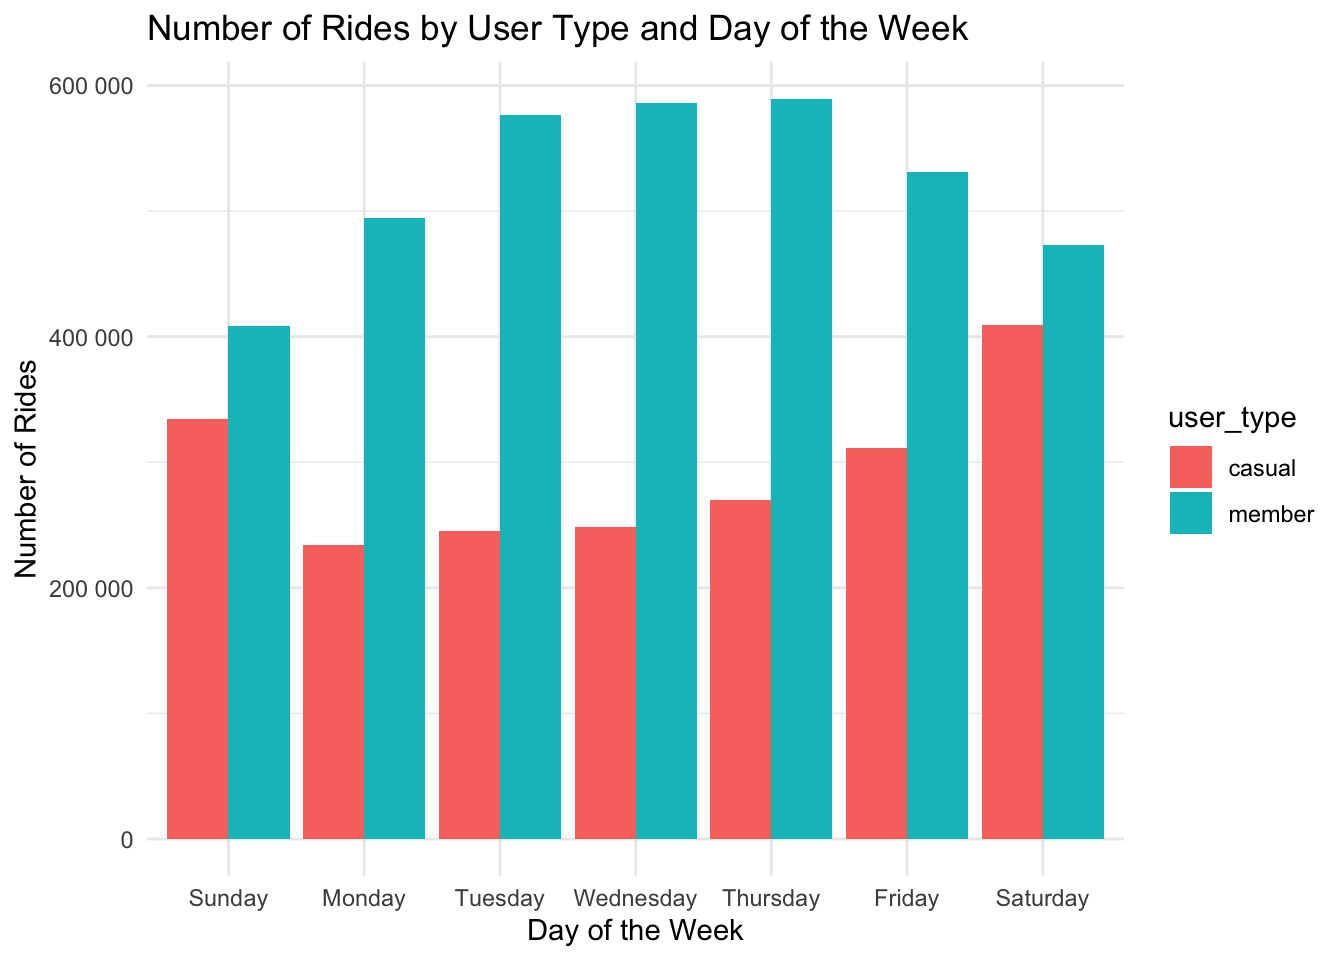 Number of Rides by User Type and Day of the Week
600 000
400 000
200 000
0
Number of Rides
Sunday Monday Tuesday Wednesday Thursday Friday Saturday
Day of the Week
user_type
casual
member